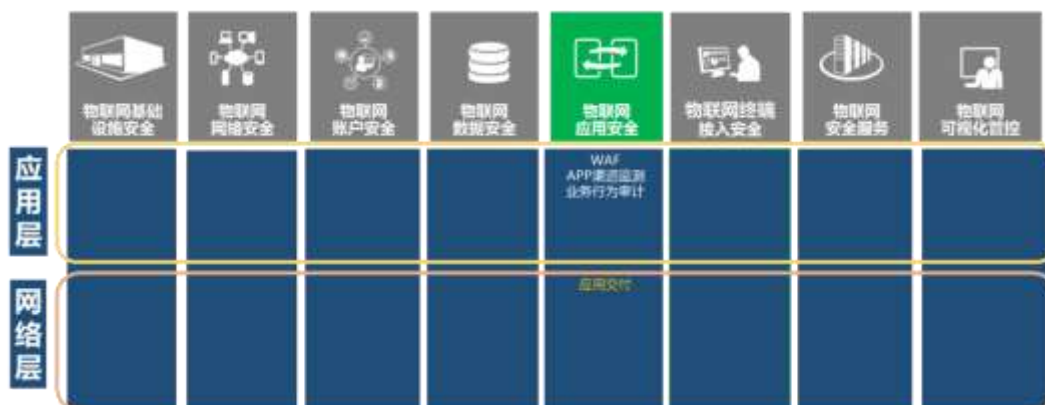 物联网基础
设施安全
物联网
网络安全
物联网
账户安全
物联网
数据安全
物联网
应用安全
物联网终端
接入安全
物联网
安全服务
物联网
可视化管控
应用层
WAF
APP渠道监测
业务行为审计
网络层
应用交付